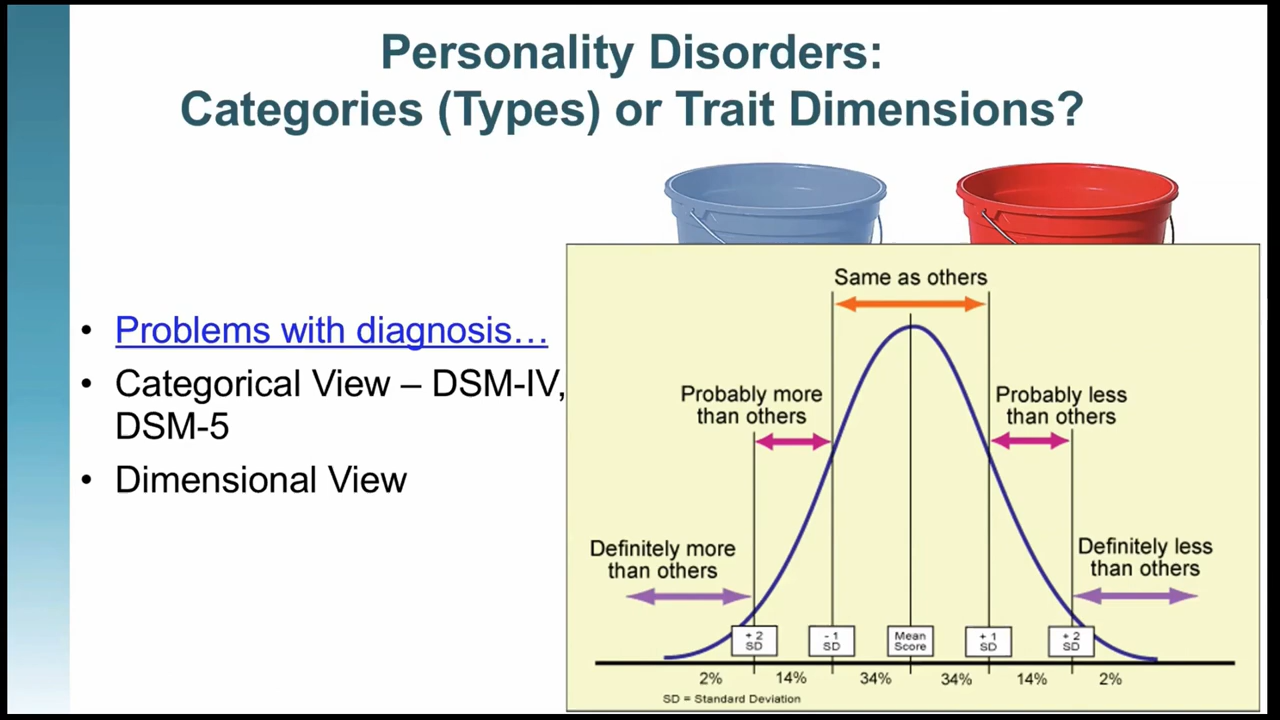 Personality Disorders:
Categories (Types) or Trait Dimensions?
• Problems with diagnosis…
• Categorical View – DSM-IV,
DSM-5
• Dimensional View
Same as others
Probably more
than others
Probably less
than others
Definitely more
than others
Definitely less
than others
+ 2
SD
- 1
SD
Mean
Score
+ 1
SD
+ 2
SD
2% 14% 34% 34% 14% 2%
SD = Standard Deviation